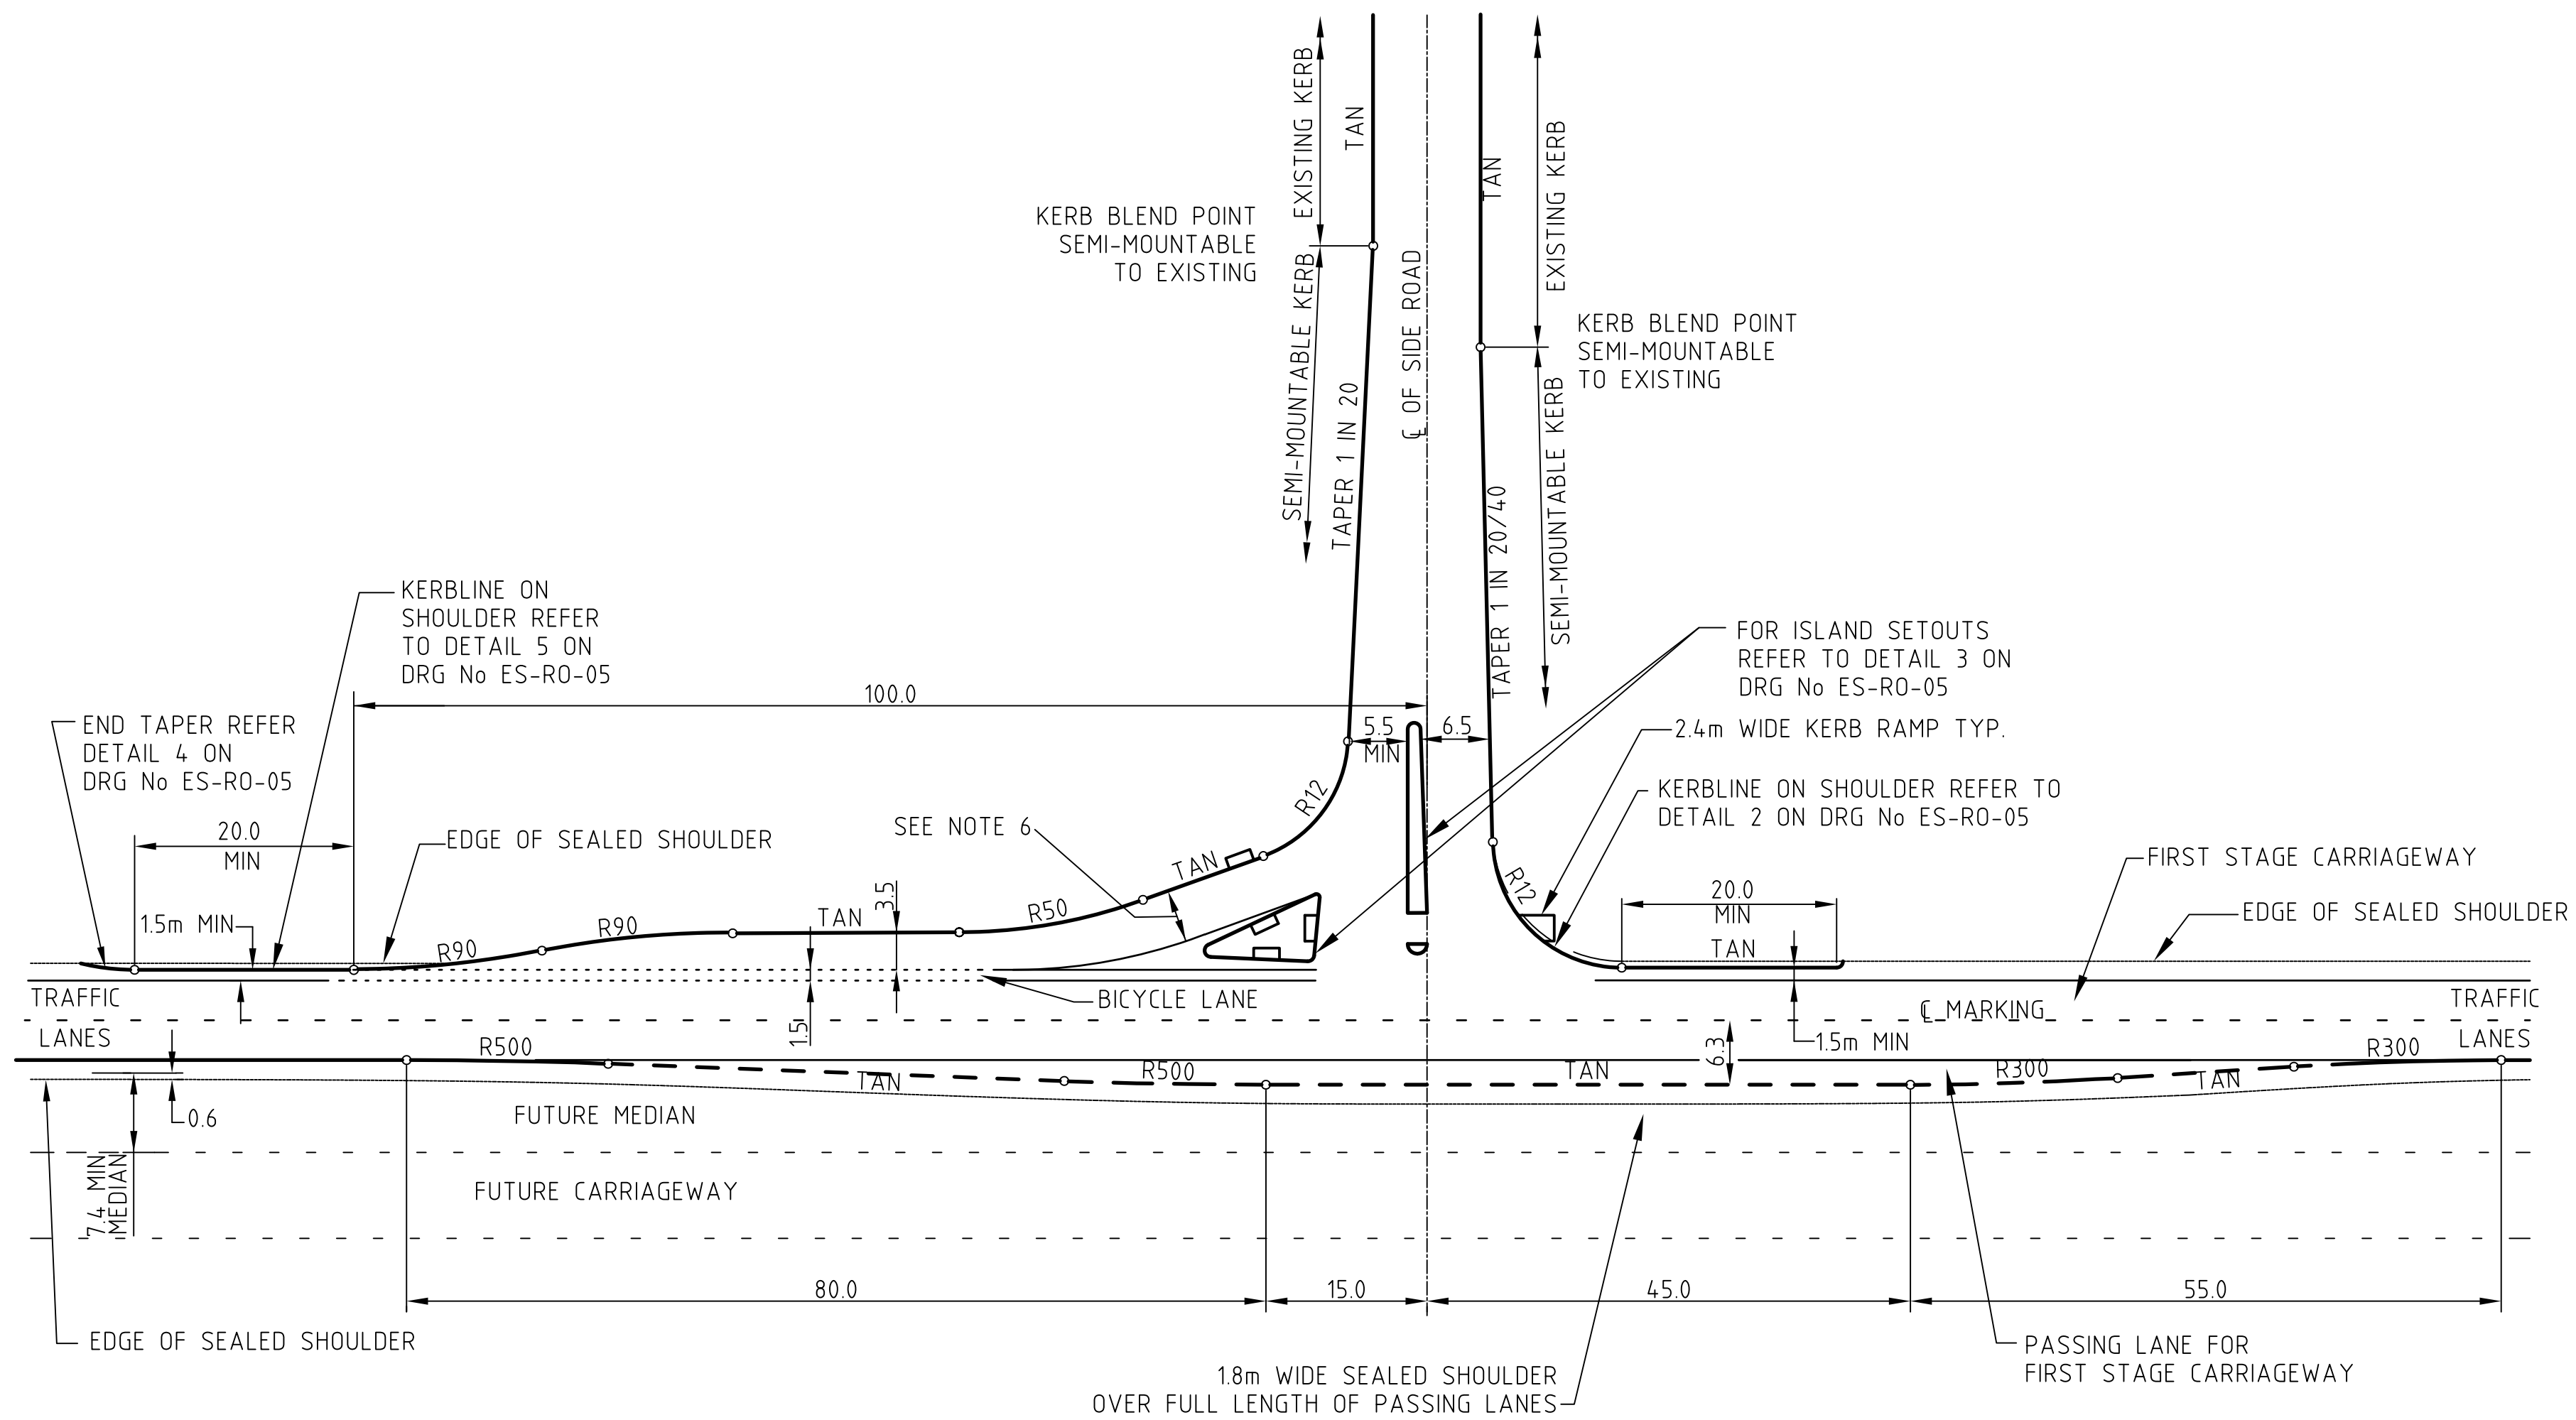 EXISTING KERB
TAN
TAN
EXISTING KERB
KERB BLEND POINT
SEMI-MOUNTABLE
TO EXISTING
SEMI-MOUNTABLE KERB
TAPER 1 IN 20
℄ OF SIDE ROAD
KERB BLEND POINT
SEMI-MOUNTABLE
TO EXISTING
SEMI-MOUNTABLE KERB
TAPER 1 IN 20/40
KERBLINE ON
SHOULDER REFER
TO DETAIL 5 ON
DRG No ES-RO-05
FOR ISLAND SETOUTS
REFER TO DETAIL 3 ON
DRG No ES-RO-05
100.0
END TAPER REFER
DETAIL 4 ON
DRG No ES-RO-05
5.5
MIN
6.5
2.4m WIDE KERB RAMP TYP.
KERBLINE ON SHOULDER REFER TO
DETAIL 2 ON DRG No ES-RO-05
R12
20.0
MIN
EDGE OF SEALED SHOULDER
SEE NOTE 6
FIRST STAGE CARRIAGEWAY
TAN
R12
20.0
MIN
TAN
EDGE OF SEALED SHOULDER
1.5m MIN
R90
R90
TAN
3.5
R50
TRAFFIC
LANES
BICYCLE LANE
1.5
℄ MARKING
TRAFFIC
LANES
1.5m MIN
R500
TAN
R500
TAN
6.3
R300
TAN
R300
0.6
FUTURE MEDIAN
7.4 MIN
MEDIAN
FUTURE CARRIAGEWAY
80.0
15.0
45.0
55.0
EDGE OF SEALED SHOULDER
PASSING LANE FOR
FIRST STAGE CARRIAGEWAY
1.8m WIDE SEALED SHOULDER
OVER FULL LENGTH OF PASSING LANES